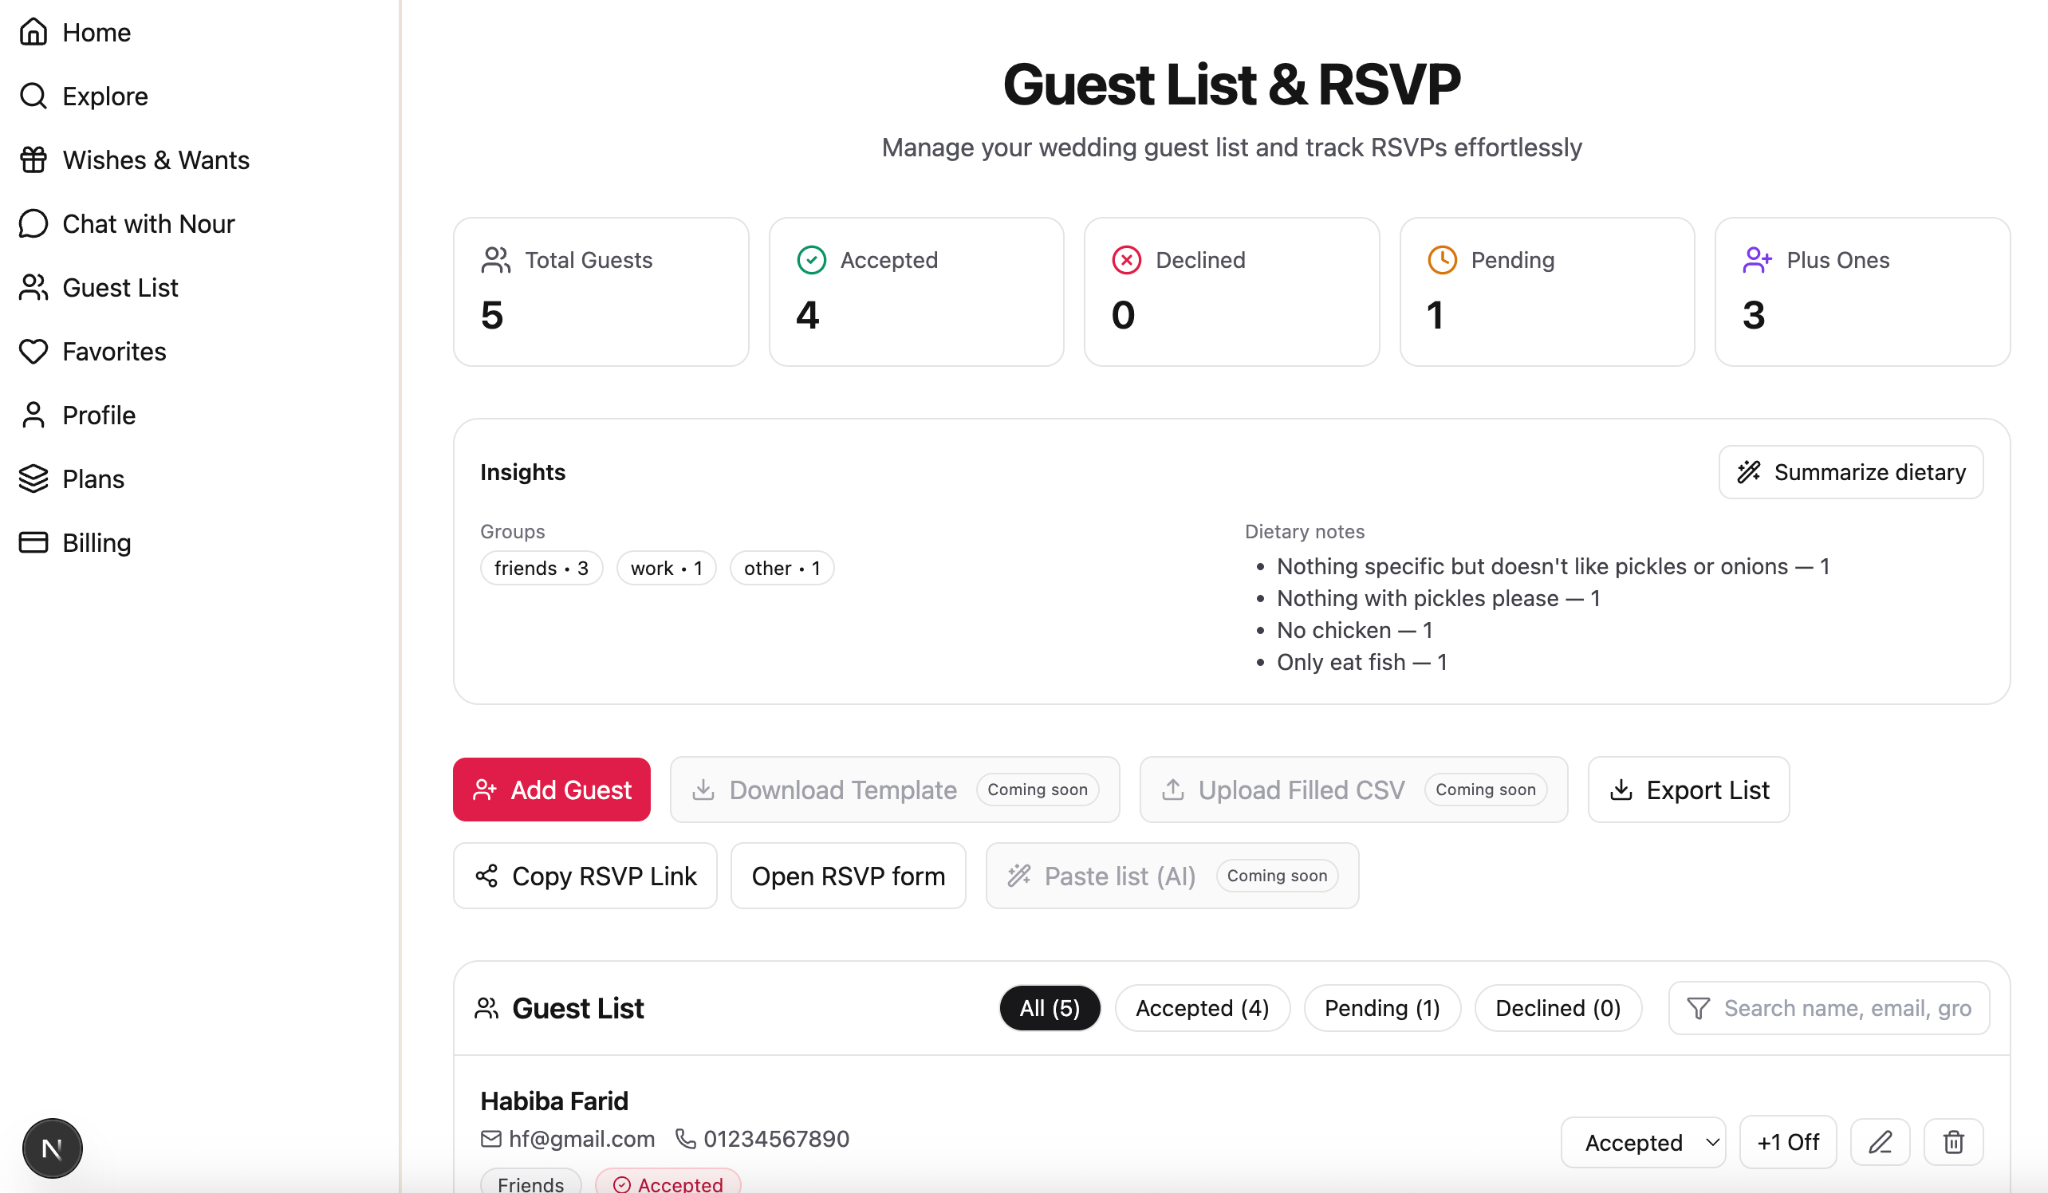 Home
Explore
Wishes & Wants
Chat with Nour
Guest List
Favorites
Profile
Plans
Billing
N
Guest List & RSVP
Manage your wedding guest list and track RSVPs effortlessly
Total Guests
5
Accepted
4
Declined
0
Pending
1
Plus Ones
3
Insights
Summarize dietary
Groups
friends • 3
work • 1
other • 1
Dietary notes
• Nothing specific but doesn't like pickles or onions — 1
• Nothing with pickles please — 1
• No chicken — 1
• Only eat fish — 1
Add Guest
Download Template Coming soon
Upload Filled CSV Coming soon
Export List
Copy RSVP Link
Open RSVP form
Paste list (AI) Coming soon
Guest List
All (5)
Accepted (4)
Pending (1)
Declined (0)
Search name, email, gro
Habiba Farid
hf@gmail.com 01234567890
Friends
Accepted
Accepted
+1 Off